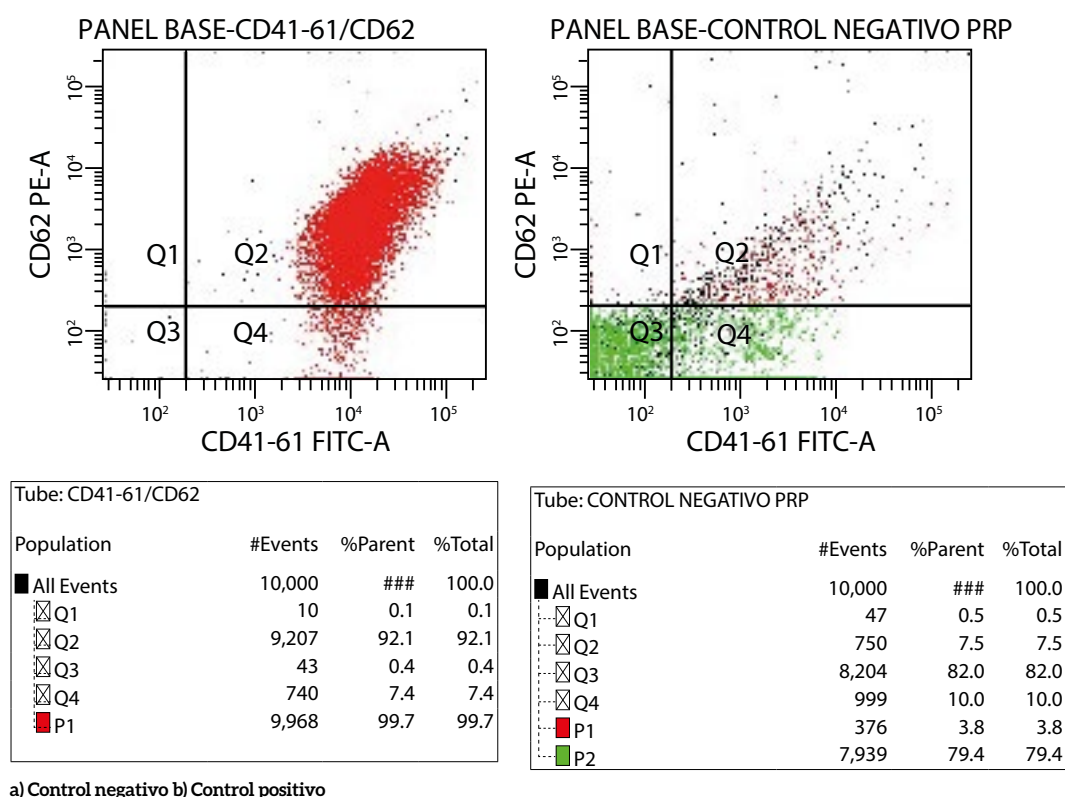 PANEL BASE-CD41-61/CD62
CD62 PE-A
10⁵
10⁴
10³
10²
Q1
Q2
Q3
Q4
10² 10³ 10⁴ 10⁵
CD41-61 FITC-A
PANEL BASE-CONTROL NEGATIVO PRP
CD62 PE-A
10⁵
10⁴
10³
10²
Q1
Q2
Q3
Q4
10² 10³ 10⁴ 10⁵
CD41-61 FITC-A
Tube: CD41-61/CD62
Population #Events %Parent %Total
All Events 10,000 ### 100.0
Q1 10 0.1 0.1
Q2 9,207 92.1 92.1
Q3 43 0.4 0.4
Q4 740 7.4 7.4
P1 9,968 99.7 99.7
Tube: CONTROL NEGATIVO PRP
Population #Events %Parent %Total
All Events 10,000 ### 100.0
Q1 47 0.5 0.5
Q2 750 7.5 7.5
Q3 8,204 82.0 82.0
Q4 999 10.0 10.0
P1 376 3.8 3.8
P2 7,939 79.4 79.4
a) Control negativo b) Control positivo